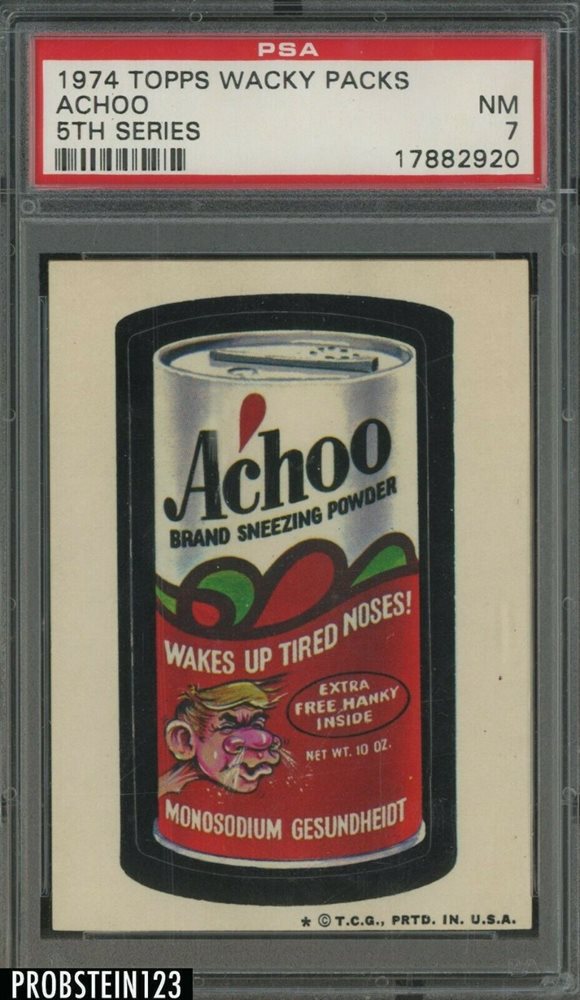 PSA
1974 TOPPS WACKY PACKS
ACHOO NM
5TH SERIES 7
17882920
A'choo
BRAND SNEEZING POWDER
WAKES UP TIRED NOSES!
EXTRA
FREE HANKY
INSIDE
NET WT. 10 OZ.
MONOSODIUM GESUNDHEIDT
* © T.C.G., PRTD. IN. U.S.A.
PROBSTEIN123